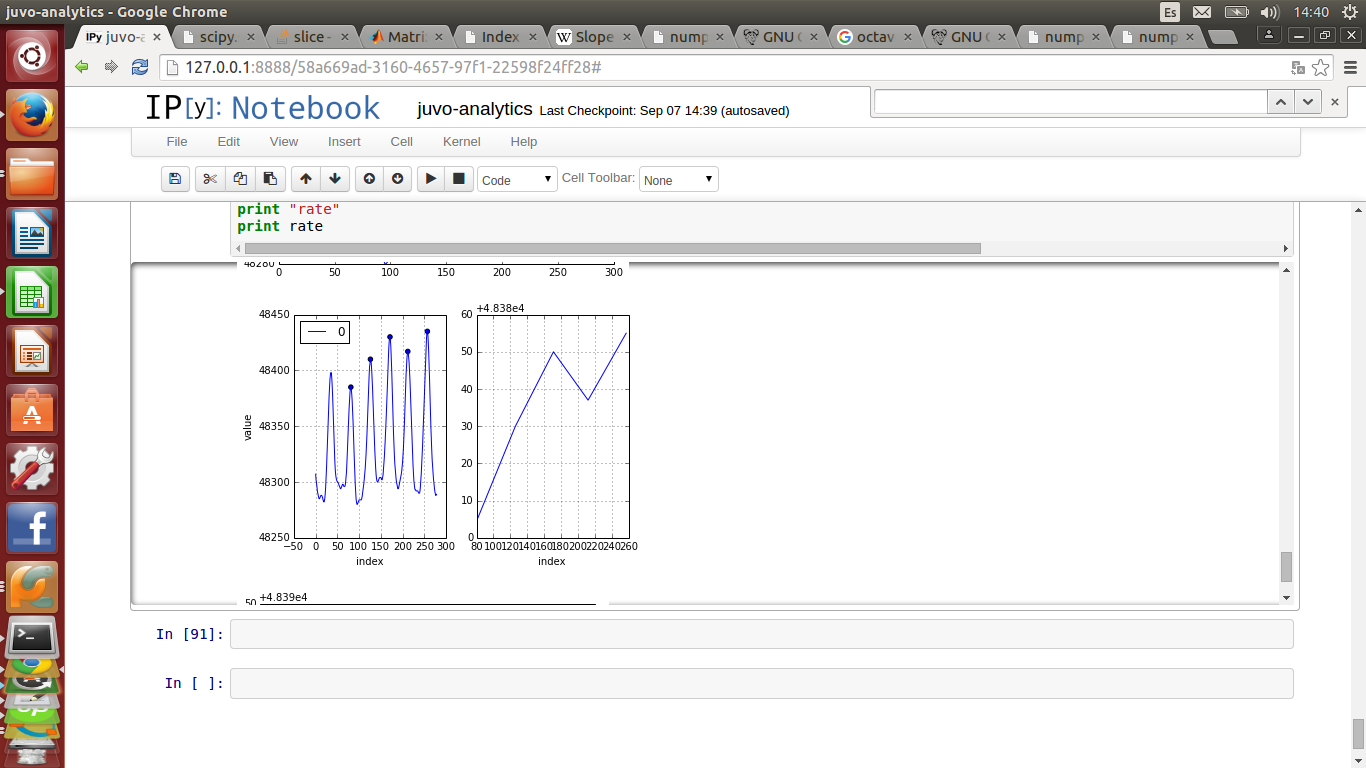 juvo-analytics - Google Chrome
Es
14:40
IPy juvo-a
scipy.
slice -
Matri
Index
Slope
nump
GNU O
octav
GNU O
nump
nump
127.0.0.1:8888/58a669ad-3160-4657-97f1-22598f24ff28#
IP[y]: Notebook
juvo-analytics Last Checkpoint: Sep 07 14:39 (autosaved)
File Edit View Insert Cell Kernel Help
Code
Cell Toolbar:
None
print "rate"
print rate
48280
0 50 100 150 200 250 300
48450
48400
48350
48300
48250
value
0
−50 0 50 100 150 200 250 300
index
+4.838e4
60
50
40
30
20
10
0
80 100 120 140 160 180 200 220 240 260
index
50
+4.839e4
In [91]:
In [ ]: